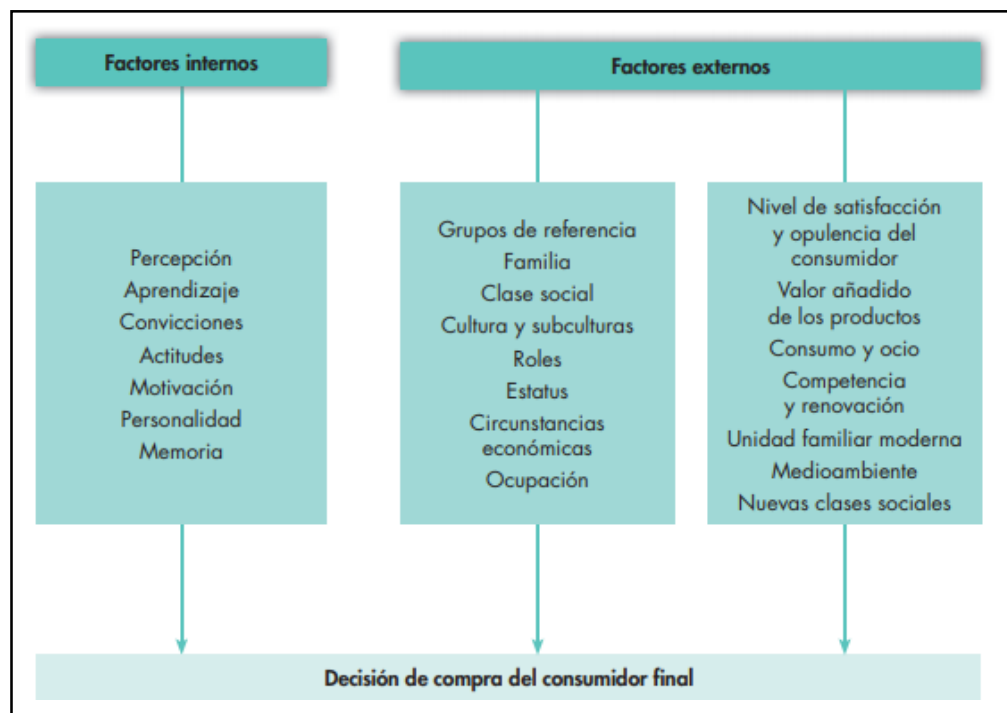 Factores internos
Factores externos
Percepción
Aprendizaje
Convicciones
Actitudes
Motivación
Personalidad
Memoria
Grupos de referencia
Familia
Clase social
Cultura y subculturas
Roles
Estatus
Circunstancias
económicas
Ocupación
Nivel de satisfacción
y opulencia del
consumidor
Valor añadido
de los productos
Consumo y ocio
Competencia
y renovación
Unidad familiar moderna
Medioambiente
Nuevas clases sociales
Decisión de compra del consumidor final